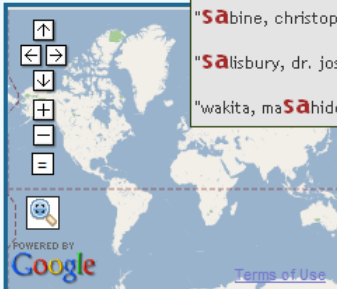 "sabine, christop
"salisbury, dr. jos
"wakita, masahide
POWERED BY
Google
Terms of Use